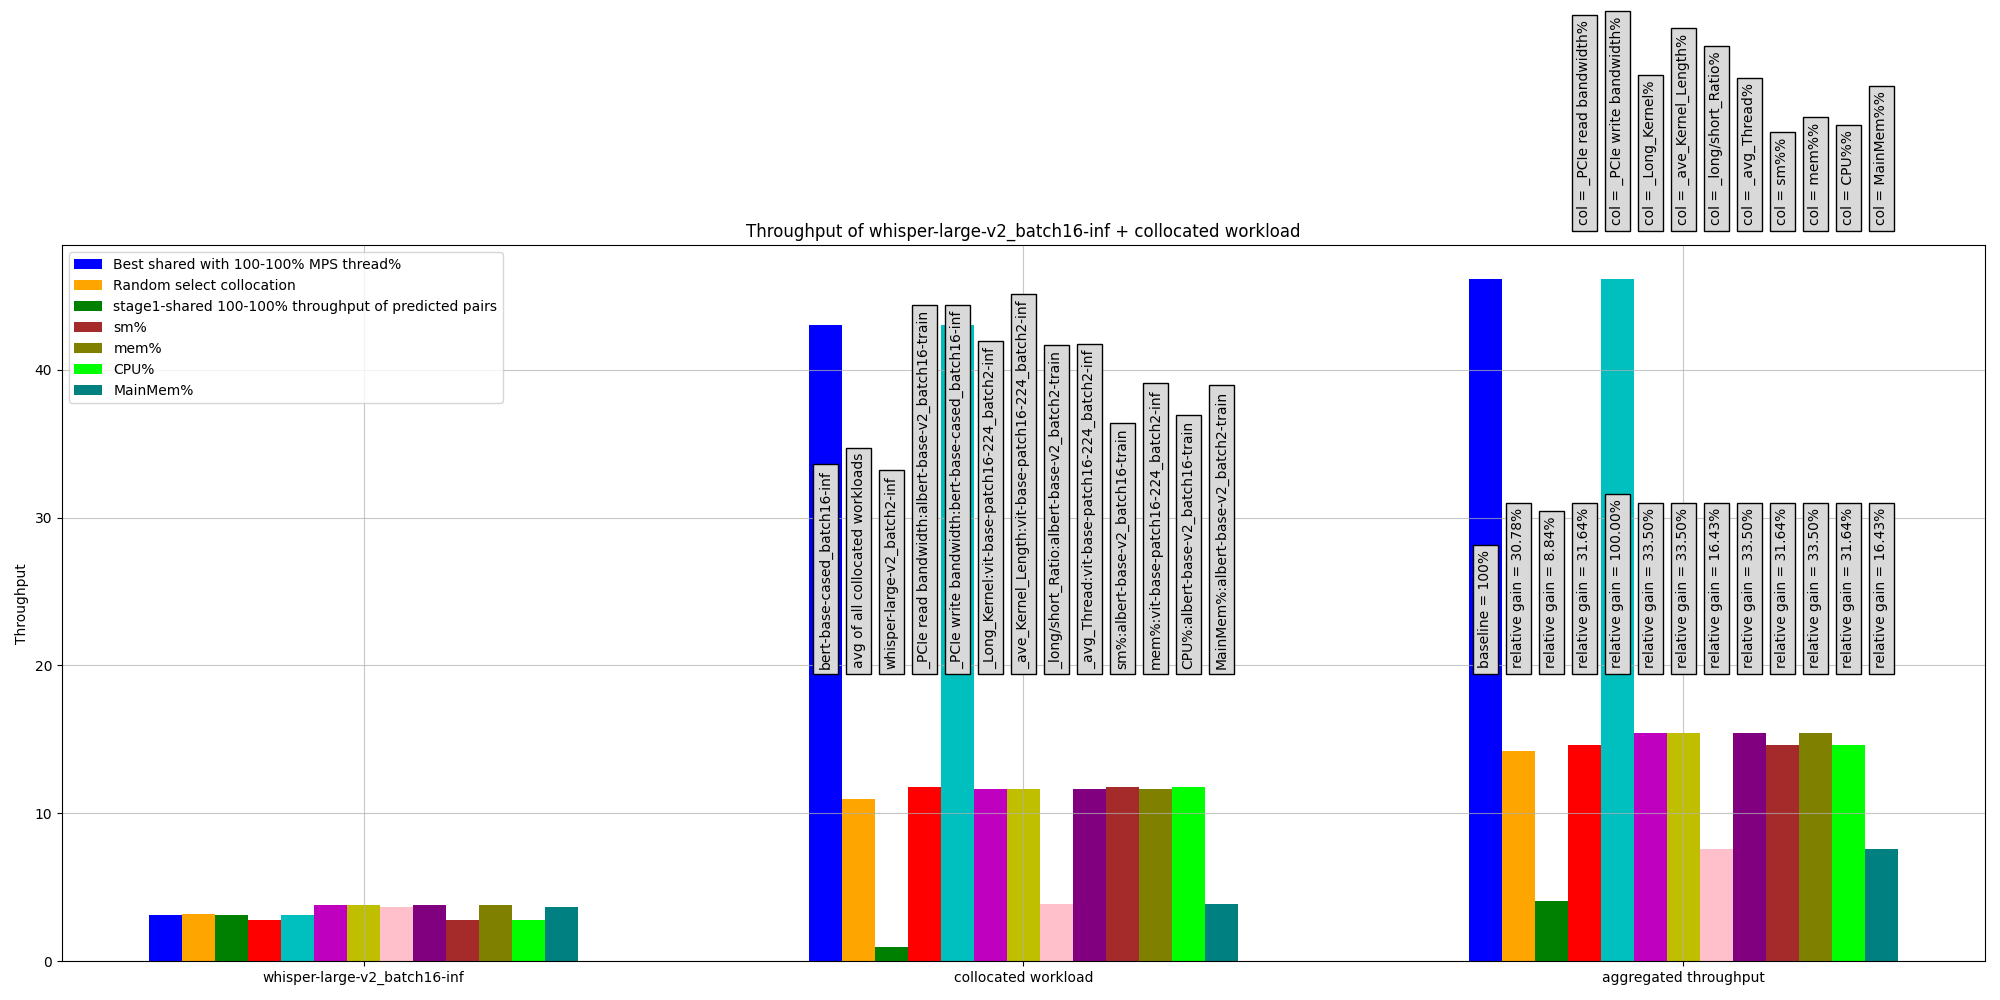 col = _PCIe read bandwidth%
col = _PCIe write bandwidth%
col = _Long_Kernel%
col = _ave_Kernel_Length%
col = _long/short_Ratio%
col = _avg_Thread%
col = sm%%
col = mem%%
col = CPU%%
col = MainMem%%
Throughput of whisper-large-v2_batch16-inf + collocated workload
Best shared with 100-100% MPS thread%
Random select collocation
stage1-shared 100-100% throughput of predicted pairs
sm%
mem%
CPU%
MainMem%
Throughput
40
30
20
10
0
bert-base-cased_batch16-inf
avg of all collocated workloads
whisper-large-v2_batch2-inf
_PCIe read bandwidth:albert-base-v2_batch16-train
_PCIe write bandwidth:bert-base-cased_batch16-inf
_Long_Kernel:vit-base-patch16-224_batch2-inf
_ave_Kernel_Length:vit-base-patch16-224_batch2-inf
_long/short_Ratio:albert-base-v2_batch2-train
_avg_Thread:vit-base-patch16-224_batch2-inf
sm%:albert-base-v2_batch16-train
mem%:vit-base-patch16-224_batch2-inf
CPU%:albert-base-v2_batch16-train
MainMem%:albert-base-v2_batch2-train
baseline = 100%
relative gain = 30.78%
relative gain = 8.84%
relative gain = 31.64%
relative gain = 100.00%
relative gain = 33.50%
relative gain = 33.50%
relative gain = 16.43%
relative gain = 33.50%
relative gain = 31.64%
relative gain = 33.50%
relative gain = 31.64%
relative gain = 16.43%
whisper-large-v2_batch16-inf
collocated workload
aggregated throughput